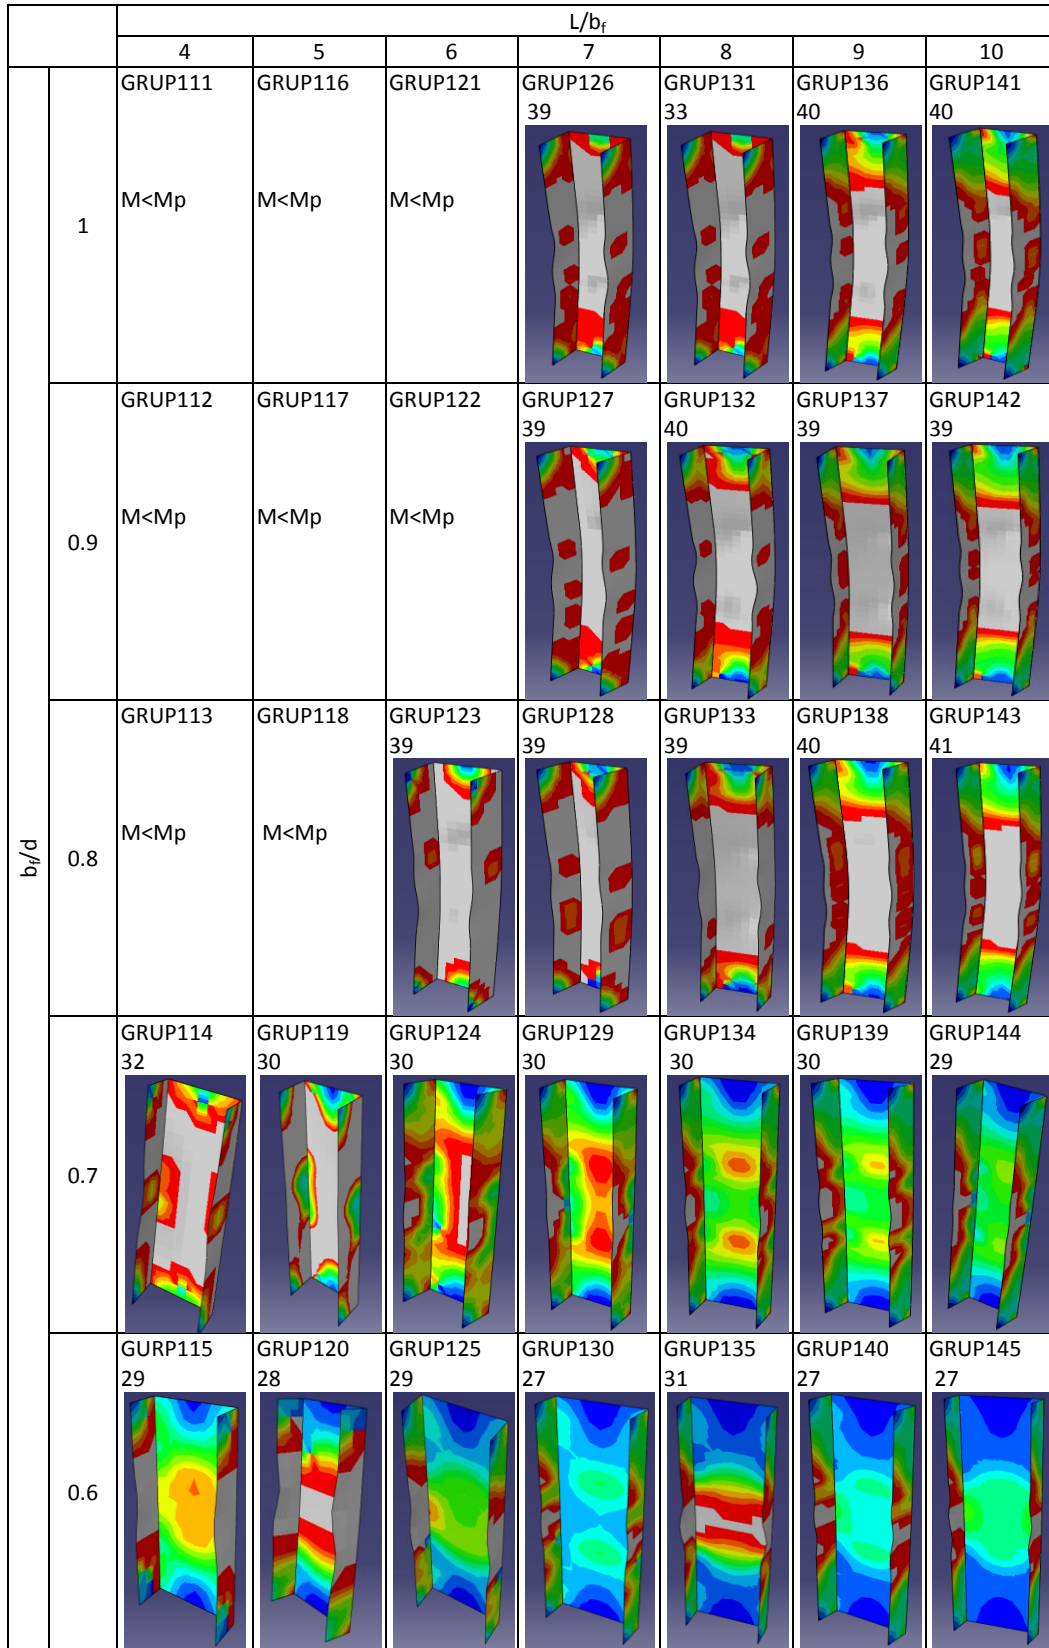 L/bf
4 5 6 7 8 9 10
bf/d
1
GRUP111 GRUP116 GRUP121 GRUP126 GRUP131 GRUP136 GRUP141
39 33 40 40
M<Mp M<Mp M<Mp
0.9
GRUP112 GRUP117 GRUP122 GRUP127 GRUP132 GRUP137 GRUP142
39 40 39 39
M<Mp M<Mp M<Mp
0.8
GRUP113 GRUP118 GRUP123 GRUP128 GRUP133 GRUP138 GRUP143
39 39 39 40 41
M<Mp M<Mp
0.7
GRUP114 GRUP119 GRUP124 GRUP129 GRUP134 GRUP139 GRUP144
32 30 30 30 30 30 29
0.6
GURP115 GRUP120 GRUP125 GRUP130 GRUP135 GRUP140 GRUP145
29 28 29 27 31 27 27